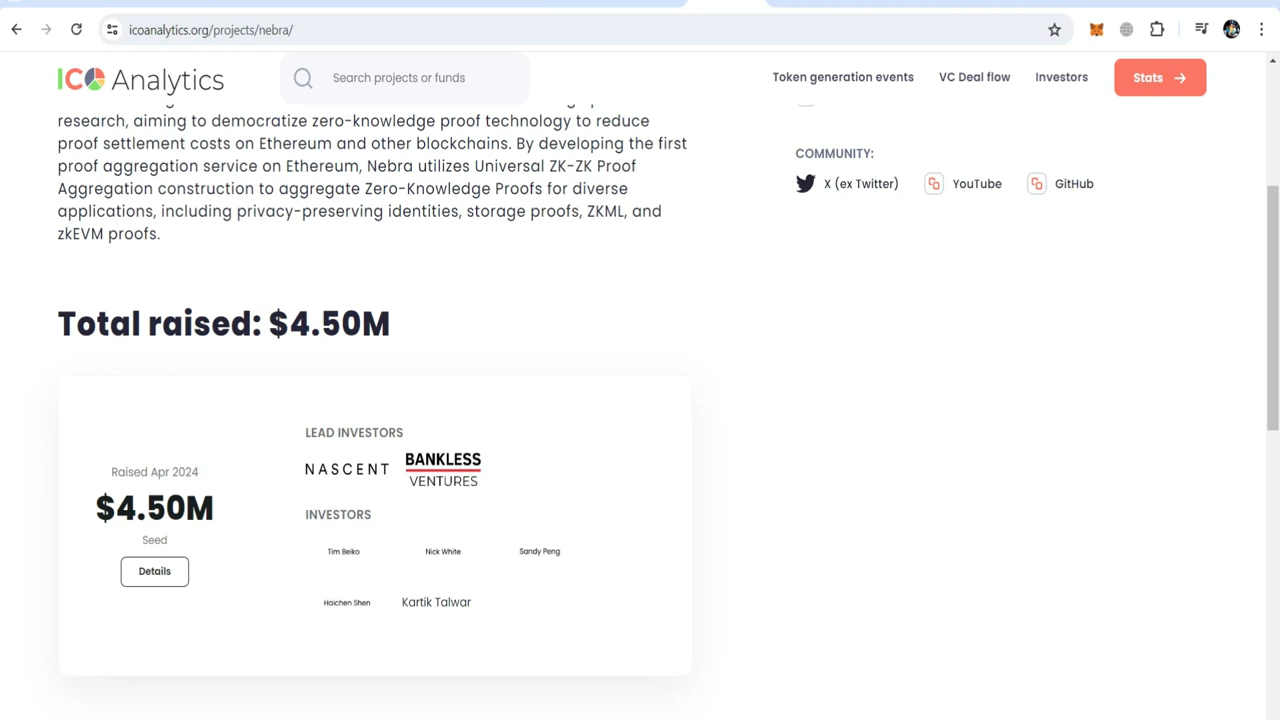 icoanalytics.org/projects/nebra/
ICO Analytics
Search projects or funds
Token generation events
VC Deal flow
Investors
Stats
research, aiming to democratize zero-knowledge proof technology to reduce
proof settlement costs on Ethereum and other blockchains. By developing the first
proof aggregation service on Ethereum, Nebra utilizes Universal ZK-ZK Proof
Aggregation construction to aggregate Zero-Knowledge Proofs for diverse
applications, including privacy-preserving identities, storage proofs, ZKML, and
zkEVM proofs.
COMMUNITY:
X (ex Twitter)
YouTube
GitHub
Total raised: $4.50M
Raised Apr 2024
$4.50M
Seed
Details
LEAD INVESTORS
NASCENT
BANKLESS
VENTURES
INVESTORS
Tim Beiko
Nick White
Sandy Peng
Haichen Shen
Kartik Talwar